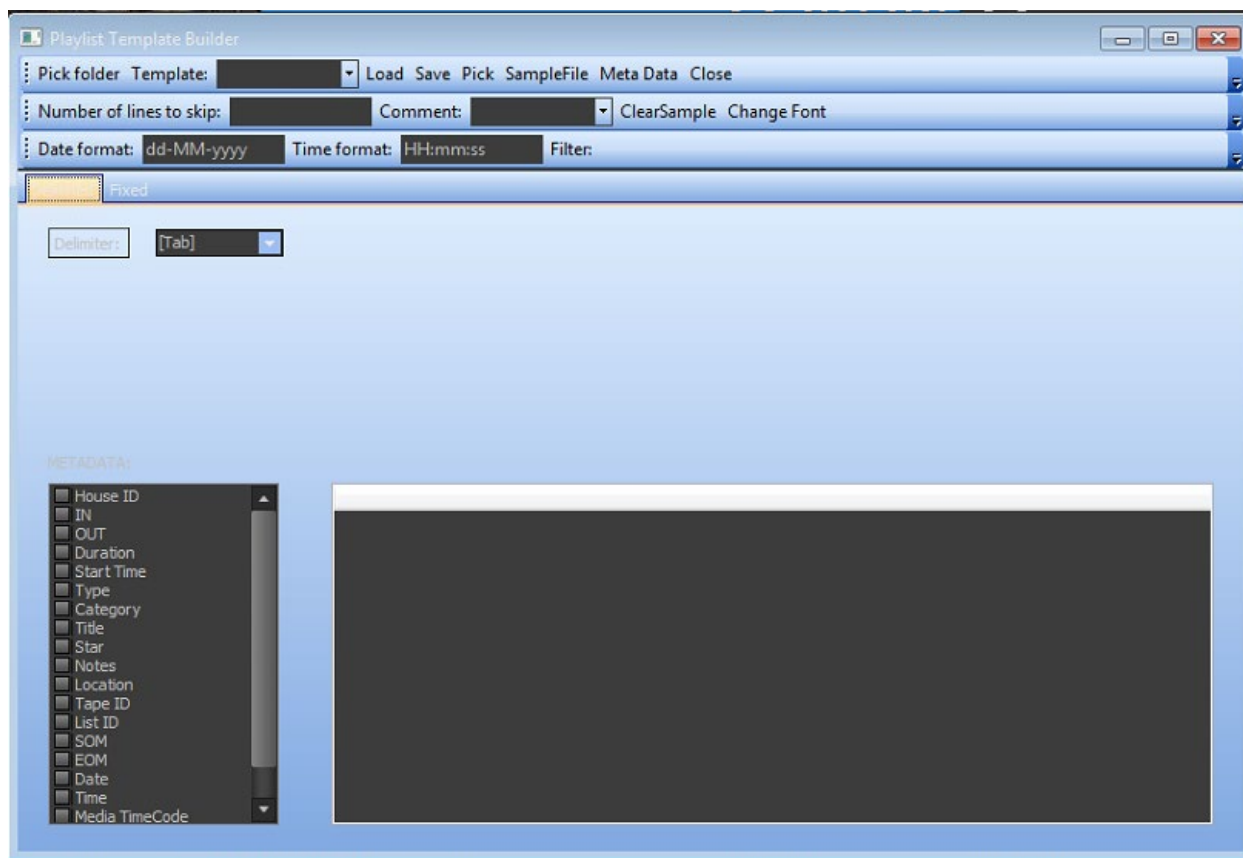 Playlist Template Builder
Pick folder Template: Load Save Pick SampleFile Meta Data Close
Number of lines to skip: Comment: ClearSample Change Font
Date format: dd-MM-yyyy Time format: HH:mm:ss Filter:
Fixed
Delimiter: [Tab]
METADATA:
House ID
IN
OUT
Duration
Start Time
Type
Category
Title
Star
Notes
Location
Tape ID
List ID
SOM
EOM
Date
Time
Media TimeCode